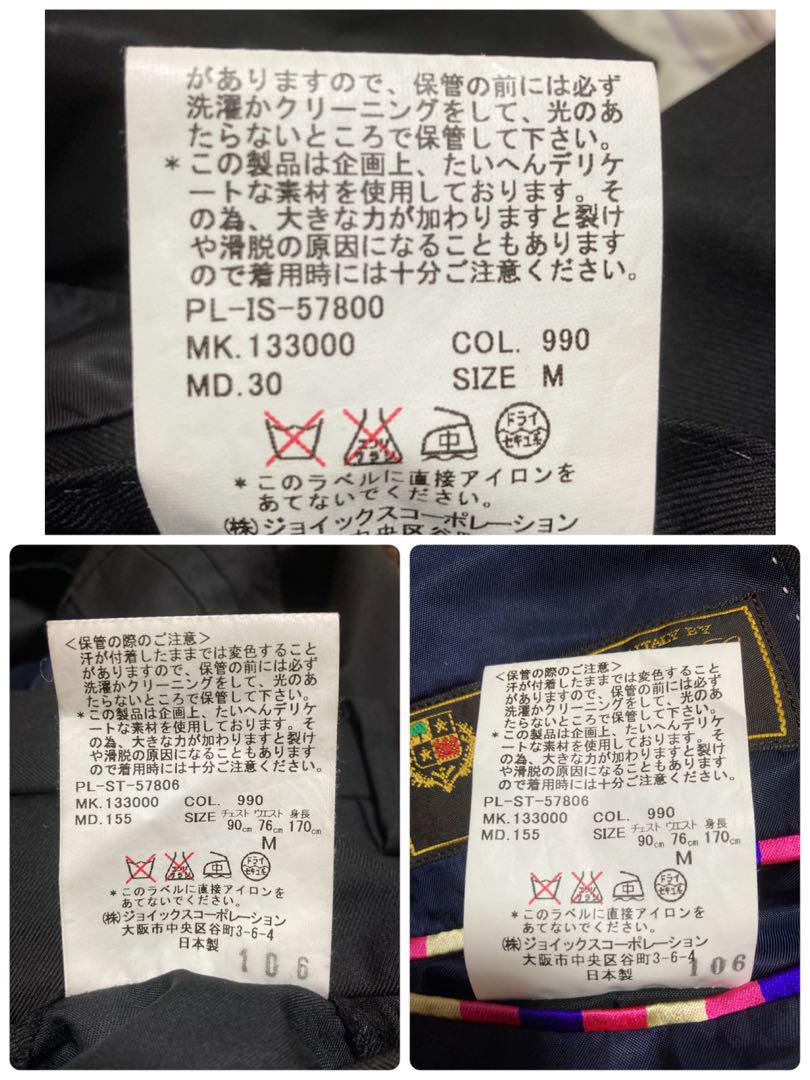 がありますので、保管の前には必ず
洗濯かクリーニングをして、光のあ
たらないところで保管して下さい。
*この製品は企画上、たいへんデリケ
ートな素材を使用しております。そ
の為、大きな力が加わりますと裂け
や滑脱の原因になることもあります
ので着用時には十分ご注意ください。
PL-IS-57800
MK.133000 COL. 990
MD.30 SIZE M
エンソ
グラン
中
ドライ
セキユ系
*このラベルに直接アイロンを
あてないでください。
(株)ジョイックスコーポレーション
中央区谷町
<保管の際のご注意>
汗が付着したままでは変色すること
がありますので、保管の前には必ず
洗濯かクリーニングをして、光のあ
たらないところで保管して下さい。
*この製品は企画上、たいへんデリケ
ートな素材を使用しております。そ
の為、大きな力が加わりますと裂け
や滑脱の原因になることもあります
ので着用時には十分ご注意ください。
PL-ST-57806
MK.133000 COL. 990
MD.155 SIZE チェスト ウエスト 身長
90cm 76cm 170cm
M
中
ドライ
セキユ系
*このラベルに直接アイロンを
あてないでください。
(株)ジョイックスコーポレーション
大阪市中央区谷町3-6-4
日本製
106
ITALY BY
<保管の際のご注意>
汗が付着したままでは変色すること
がありますので、保管の前には必ず
洗濯かクリーニングをして、光のあ
たらないところで保管して下さい。
*この製品は企画上、たいへんデリケ
ートな素材を使用しております。そ
の為、大きな力が加わりますと裂け
や滑脱の原因になることもあります
ので着用時には十分ご注意ください。
PL-ST-57806
MK.133000 COL. 990
MD.155 SIZE チェスト ウエスト 身長
90cm 76cm 170cm
M
中
ドライ
セキユ系
*このラベルに直接アイロンを
あてないでください。
(株)ジョイックスコーポレーション
大阪市中央区谷町3-6-4
日本製
106